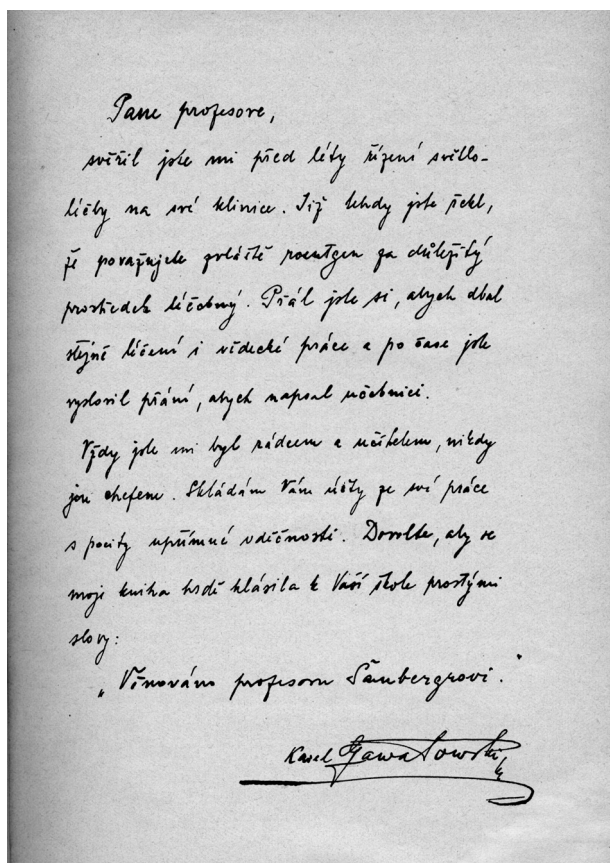 Pane profesore,
svěřil jste mi před léty řízení světlo-
léčby na své klinice. Již tehdy jste řekl,
že považujete zvláště roentgen za důležitý
prostředek léčebný. Přál jste si, abych dbal
stejně léčení i vědecké práce a po čase jste
vyslovil přání, abych napsal učebnici.
Vždy jste mi byl rádcem a učitelem, nikdy
jen chefem. Skládám Vám účty ze své práce
s pocity upřímné vděčnosti. Dovolte, aby se
moje kniha hrdě hlásila k Vaší škole prostými
slovy:
„Věnováno profesoru Šambergrovi."
Karel Gawalowski